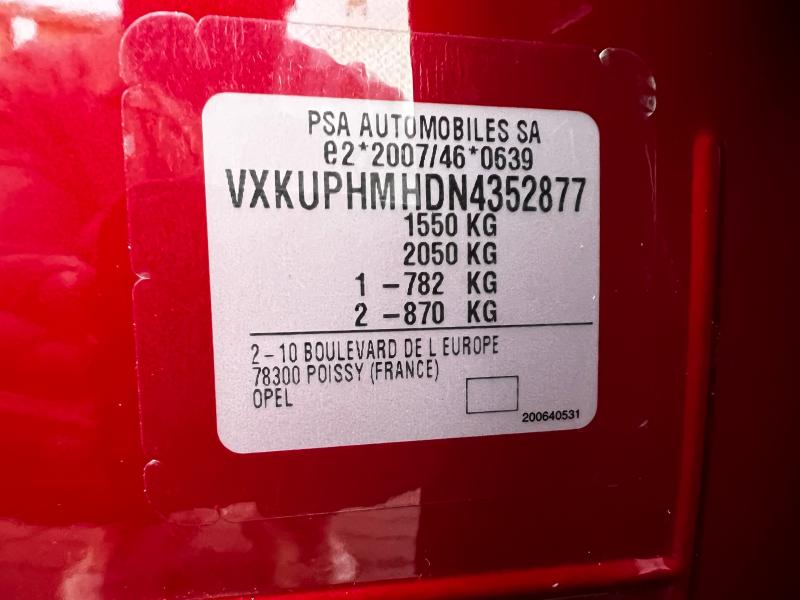 PSA AUTOMOBILES SA
e2*2007/46*0639
VXKUPHMHDN4352877
1550 KG
2050 KG
1 -782 KG
2 -870 KG
2-10 BOULEVARD DE L EUROPE
78300 POISSY (FRANCE)
OPEL
200640531